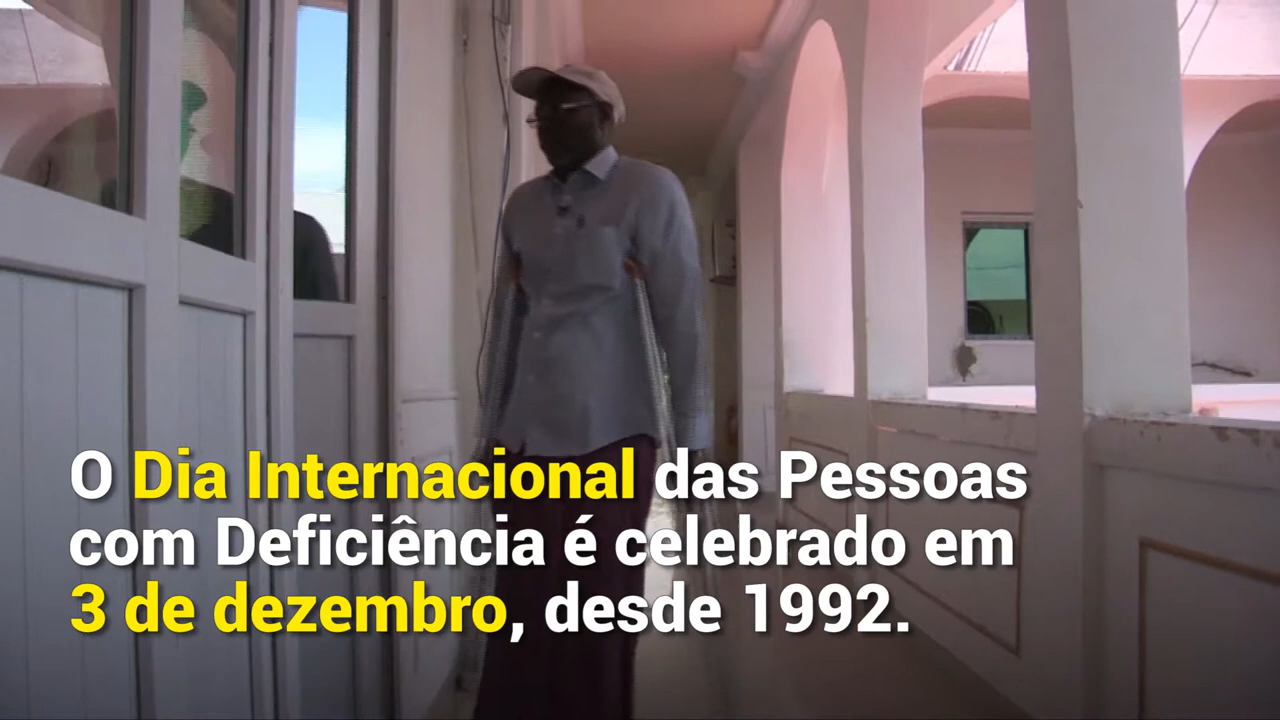 O Dia Internacional das Pessoas
com Deficiência é celebrado em
3 de dezembro, desde 1992.